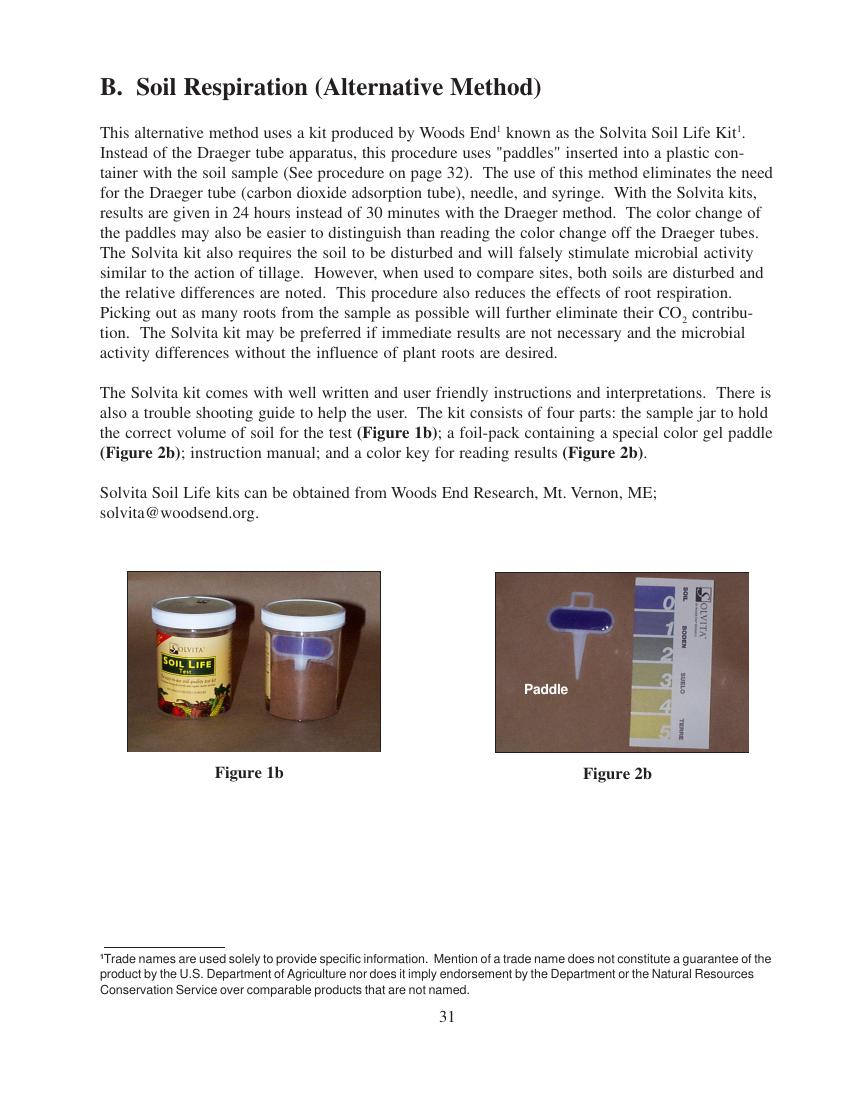 B. Soil Respiration (Alternative Method)
This alternative method uses a kit produced by Woods End¹ known as the Solvita Soil Life Kit¹.
Instead of the Draeger tube apparatus, this procedure uses "paddles" inserted into a plastic con-
tainer with the soil sample (See procedure on page 32). The use of this method eliminates the need
for the Draeger tube (carbon dioxide adsorption tube), needle, and syringe. With the Solvita kits,
results are given in 24 hours instead of 30 minutes with the Draeger method. The color change of
the paddles may also be easier to distinguish than reading the color change off the Draeger tubes.
The Solvita kit also requires the soil to be disturbed and will falsely stimulate microbial activity
similar to the action of tillage. However, when used to compare sites, both soils are disturbed and
the relative differences are noted. This procedure also reduces the effects of root respiration.
Picking out as many roots from the sample as possible will further eliminate their CO₂ contribu-
tion. The Solvita kit may be preferred if immediate results are not necessary and the microbial
activity differences without the influence of plant roots are desired.
The Solvita kit comes with well written and user friendly instructions and interpretations. There is
also a trouble shooting guide to help the user. The kit consists of four parts: the sample jar to hold
the correct volume of soil for the test (Figure 1b); a foil-pack containing a special color gel paddle
(Figure 2b); instruction manual; and a color key for reading results (Figure 2b).
Solvita Soil Life kits can be obtained from Woods End Research, Mt. Vernon, ME;
solvita@woodsend.org.
SOLVITA
SOIL LIFE
Test
Paddle
0
1
2
3
4
5
SOIL
BODEN
SUELO
TERRE
SOLVITA
Figure 1b
Figure 2b
¹Trade names are used solely to provide specific information. Mention of a trade name does not constitute a guarantee of the
product by the U.S. Department of Agriculture nor does it imply endorsement by the Department or the Natural Resources
Conservation Service over comparable products that are not named.
31